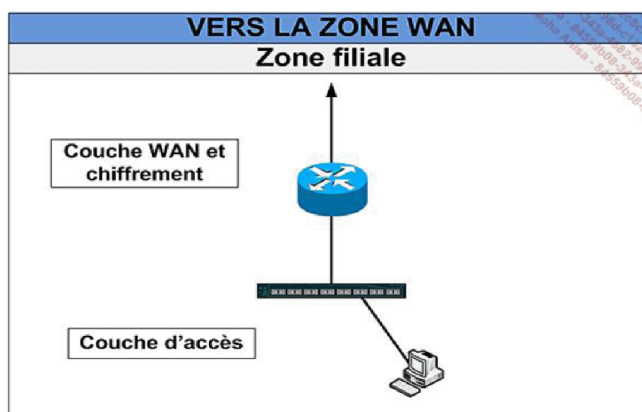 VERS LA ZONE WAN
Zone filiale
Couche WAN et
chiffrement
Couche d'accès